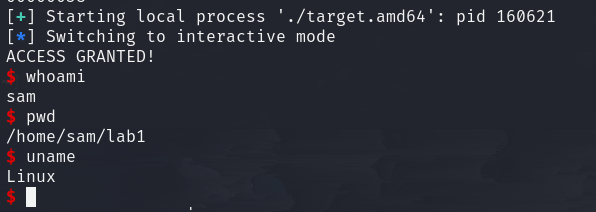 [+] Starting local process './target.amd64': pid 160621
[*] Switching to interactive mode
ACCESS GRANTED!
$ whoami
sam
$ pwd
/home/sam/lab1
$ uname
Linux
$